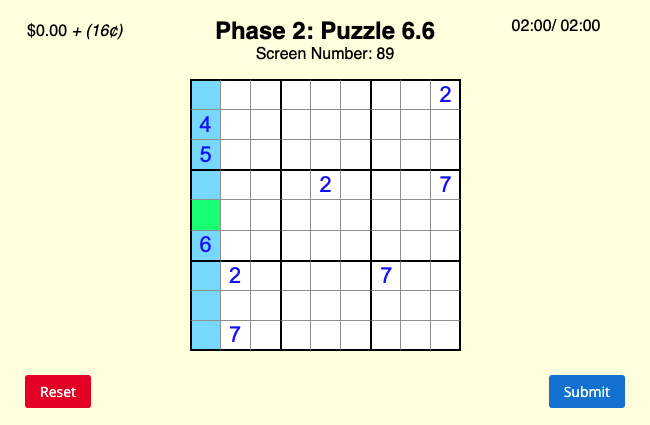 $0.00 + (16¢)
Phase 2: Puzzle 6.6
02:00/ 02:00
Screen Number: 89
2
4
5
2 7
6
2 7
7
Reset
Submit